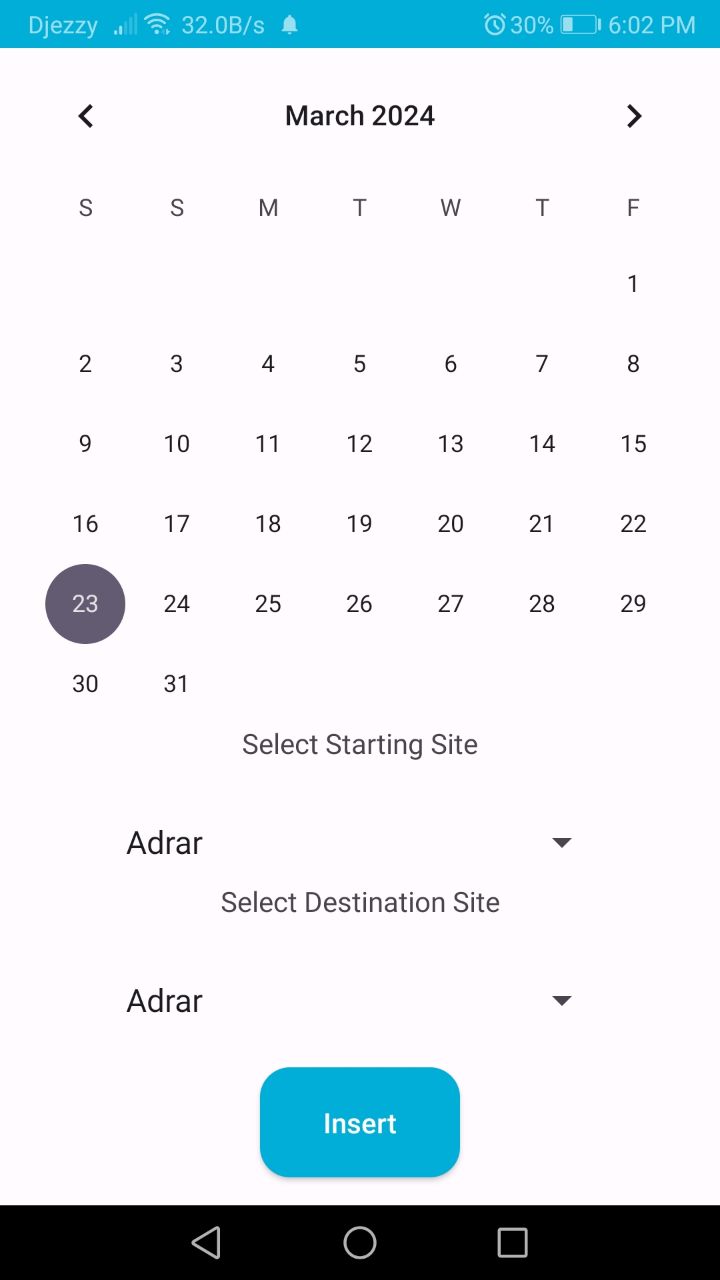 Djezzy 32.0B/s 30% 6:02 PM
March 2024
S S M T W T F
1
2 3 4 5 6 7 8
9 10 11 12 13 14 15
16 17 18 19 20 21 22
23 24 25 26 27 28 29
30 31
Select Starting Site
Adrar
Select Destination Site
Adrar
Insert